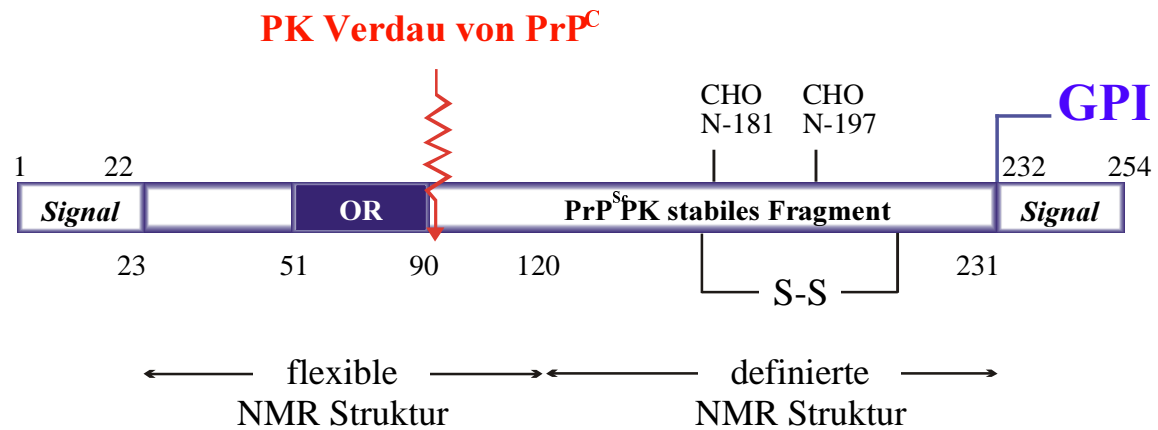 PK Verdau von PrP^C
CHO CHO
N-181 N-197
GPI
1 22 232 254
Signal OR PrP^Sc PK stabiles Fragment Signal
23 51 90 120 231
S-S
flexible definierte
NMR Struktur NMR Struktur